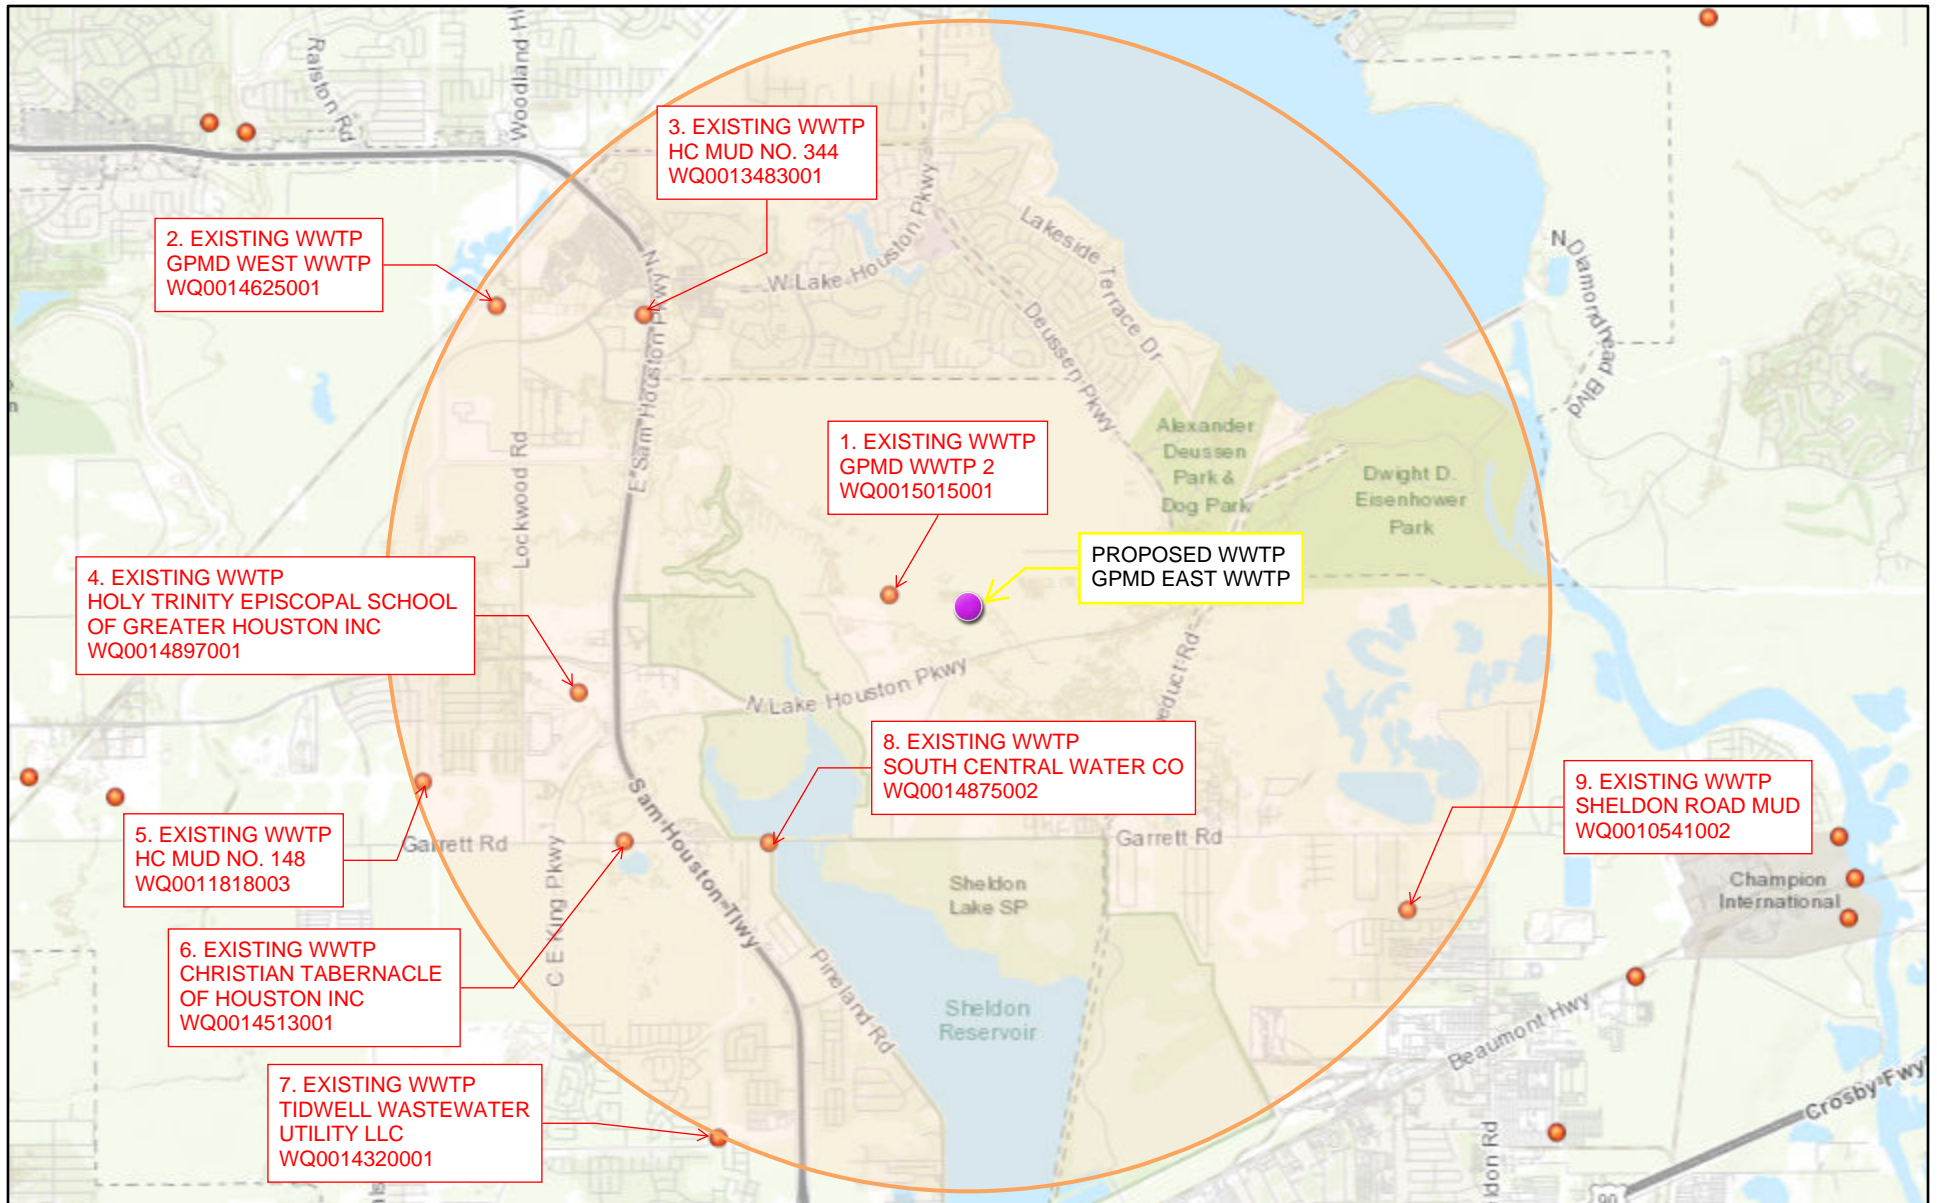 Ralston Rd
Woodland H
3. EXISTING WWTP
HC MUD NO. 344
WQ0013483001
2. EXISTING WWTP
GPMD WEST WWTP
WQ0014625001
W Lake Houston Pkwy
Lakeside Terrace Dr
Deussen Pkwy
N Diamondhead Blvd
E Sam Houston Pkwy N
Lockwood Rd
1. EXISTING WWTP
GPMD WWTP 2
WQ0015015001
Alexander
Deussen
Park &
Dog Park
Dwight D.
Eisenhower
Park
PROPOSED WWTP
GPMD EAST WWTP
4. EXISTING WWTP
HOLY TRINITY EPISCOPAL SCHOOL
OF GREATER HOUSTON INC
WQ0014897001
N Lake Houston Pkwy
educt Rd
8. EXISTING WWTP
SOUTH CENTRAL WATER CO
WQ0014875002
9. EXISTING WWTP
SHELDON ROAD MUD
WQ0010541002
5. EXISTING WWTP
HC MUD NO. 148
WQ0011818003
Garrett Rd
Garrett Rd
Sam Houston Tlwy
C E King Pkwy
Sheldon
Lake SP
Champion
International
6. EXISTING WWTP
CHRISTIAN TABERNACLE
OF HOUSTON INC
WQ0014513001
Pineland Rd
Sheldon
Reservoir
Beaumont Hwy
7. EXISTING WWTP
TIDWELL WASTEWATER
UTILITY LLC
WQ0014320001
Crosby Fwy
ldon Rd
90